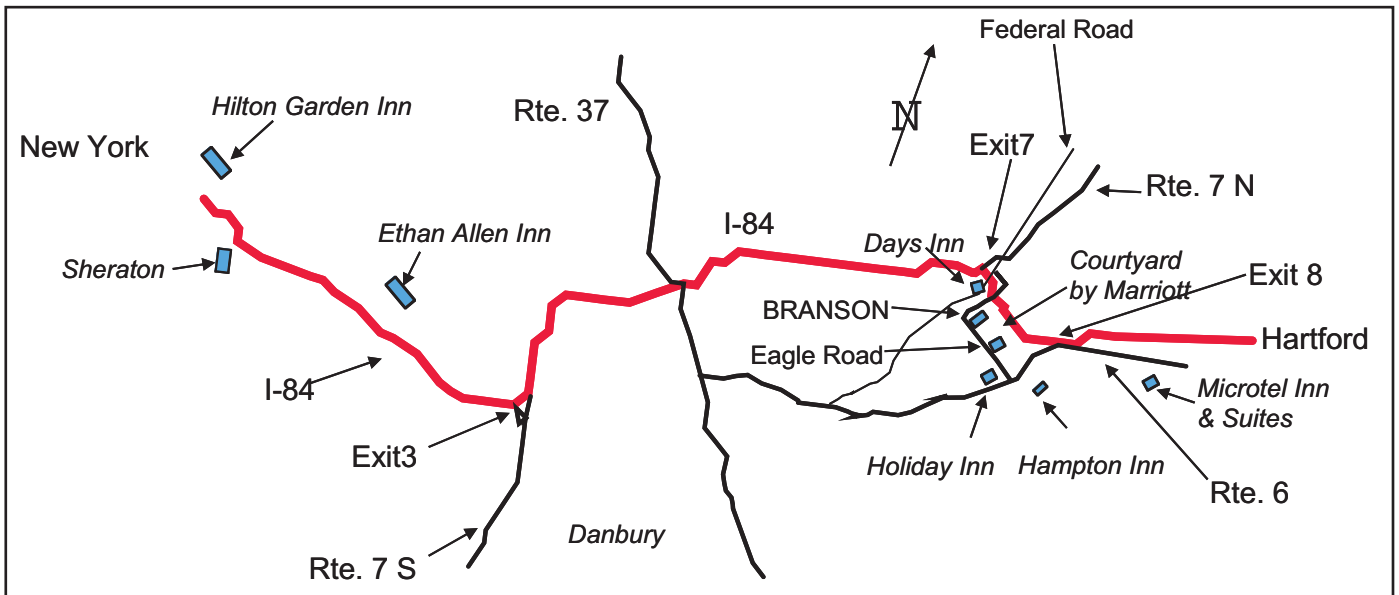 Federal Road
Hilton Garden Inn
Rte. 37
N
New York
Exit7
Rte. 7 N
I-84
Ethan Allen Inn
Days Inn
Sheraton
Courtyard
by Marriott
Exit 8
BRANSON
Hartford
Eagle Road
I-84
Microtel Inn
& Suites
Exit3
Holiday Inn
Hampton Inn
Rte. 6
Danbury
Rte. 7 S